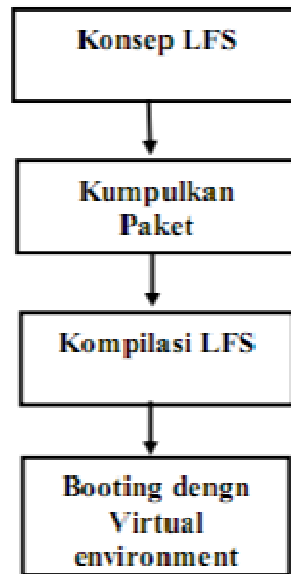 Konsep LFS
Kumpulkan
Paket
Kompilasi LFS
Booting dengn
Virtual
environment